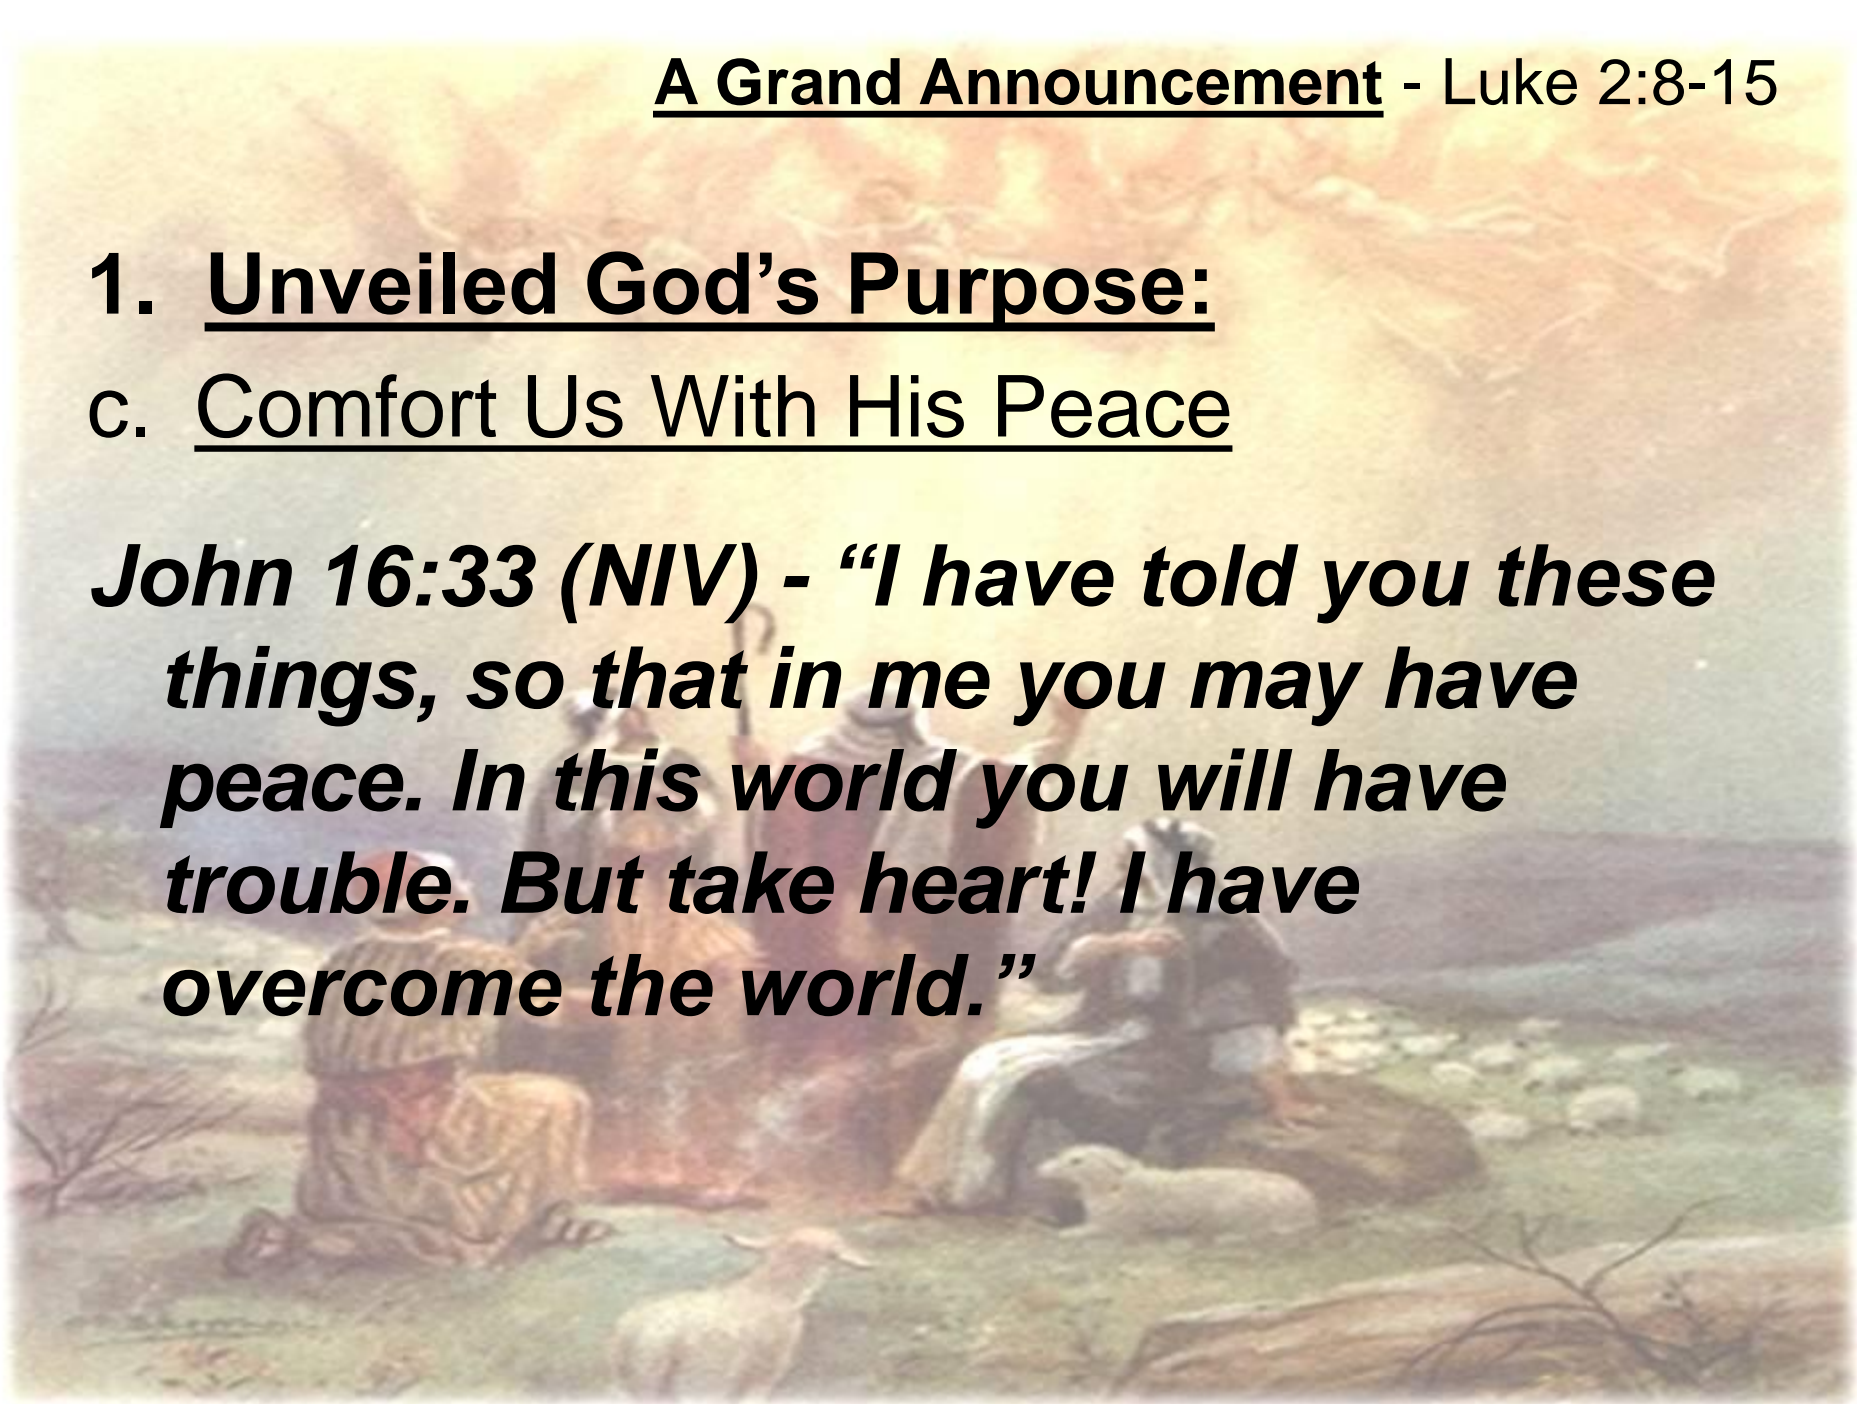 A Grand Announcement - Luke 2:8-15
1. Unveiled God’s Purpose:
c. Comfort Us With His Peace
John 16:33 (NIV) - “I have told you these
things, so that in me you may have
peace. In this world you will have
trouble. But take heart! I have
overcome the world.”